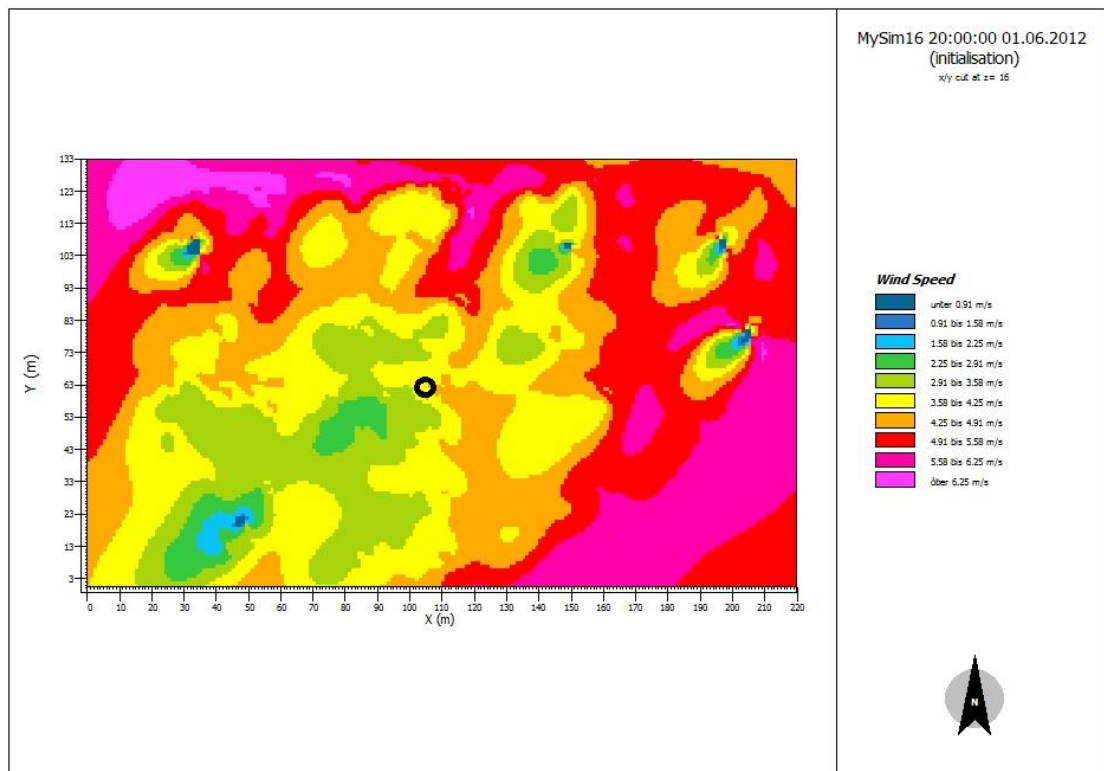 MySim16 20:00:00 01.06.2012
(initialisation)
x/y cut at z= 16
133
123
113
103
93
83
73
63
53
43
33
23
13
3
Y (m)
0 10 20 30 40 50 60 70 80 90 100 110 120 130 140 150 160 170 180 190 200 210 220
X (m)
Wind Speed
unter 0.91 m/s
0.91 bis 1.58 m/s
1.58 bis 2.25 m/s
2.25 bis 2.91 m/s
2.91 bis 3.58 m/s
3.58 bis 4.25 m/s
4.25 bis 4.91 m/s
4.91 bis 5.58 m/s
5.58 bis 6.25 m/s
õber 6.25 m/s
N